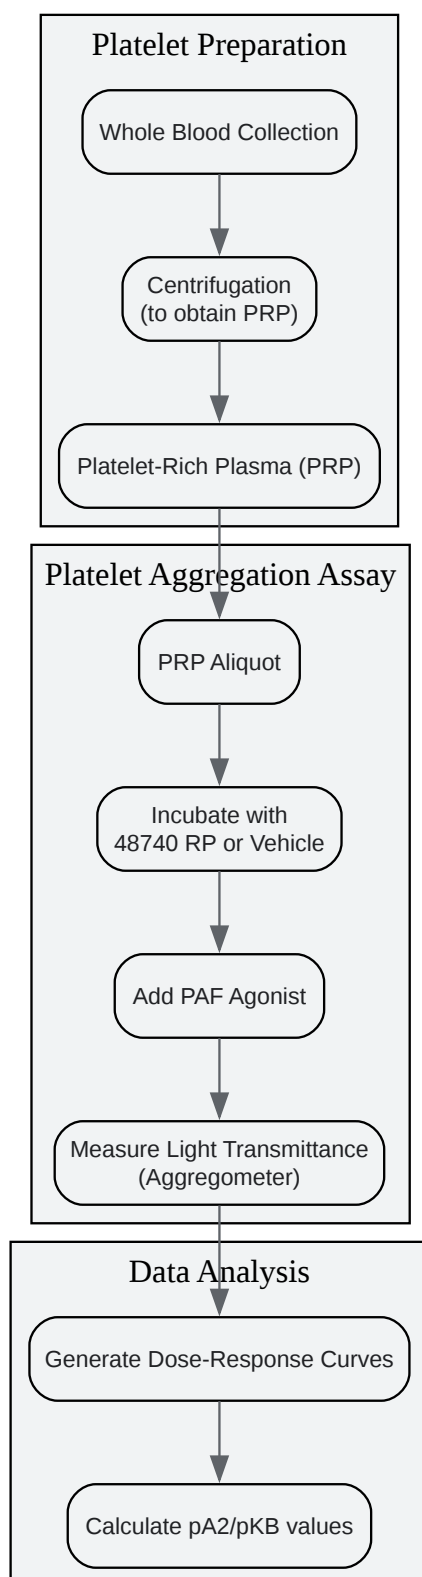 Platelet Preparation
Whole Blood Collection
Centrifugation
(to obtain PRP)
Platelet-Rich Plasma (PRP)
Platelet Aggregation Assay
PRP Aliquot
Incubate with
48740 RP or Vehicle
Add PAF Agonist
Measure Light Transmittance
(Aggregometer)
Data Analysis
Generate Dose-Response Curves
Calculate pA2/pKB values